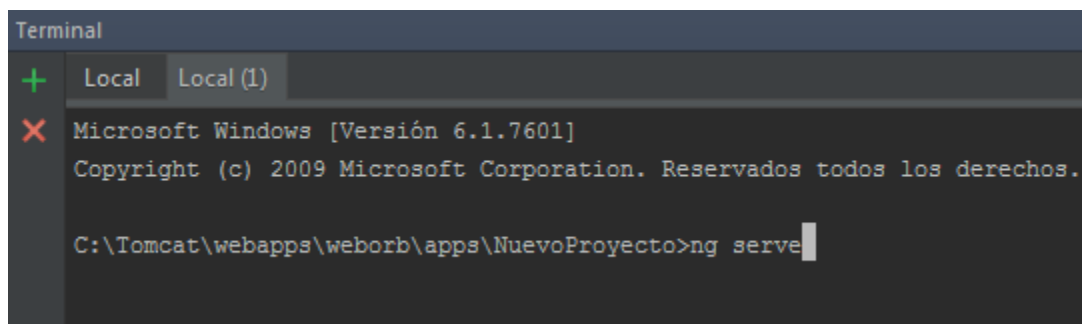 Terminal
Local Local (1)
Microsoft Windows [Versión 6.1.7601]
Copyright (c) 2009 Microsoft Corporation. Reservados todos los derechos.
C:\Tomcat\webapps\weborb\apps\NuevoProyecto>ng serve